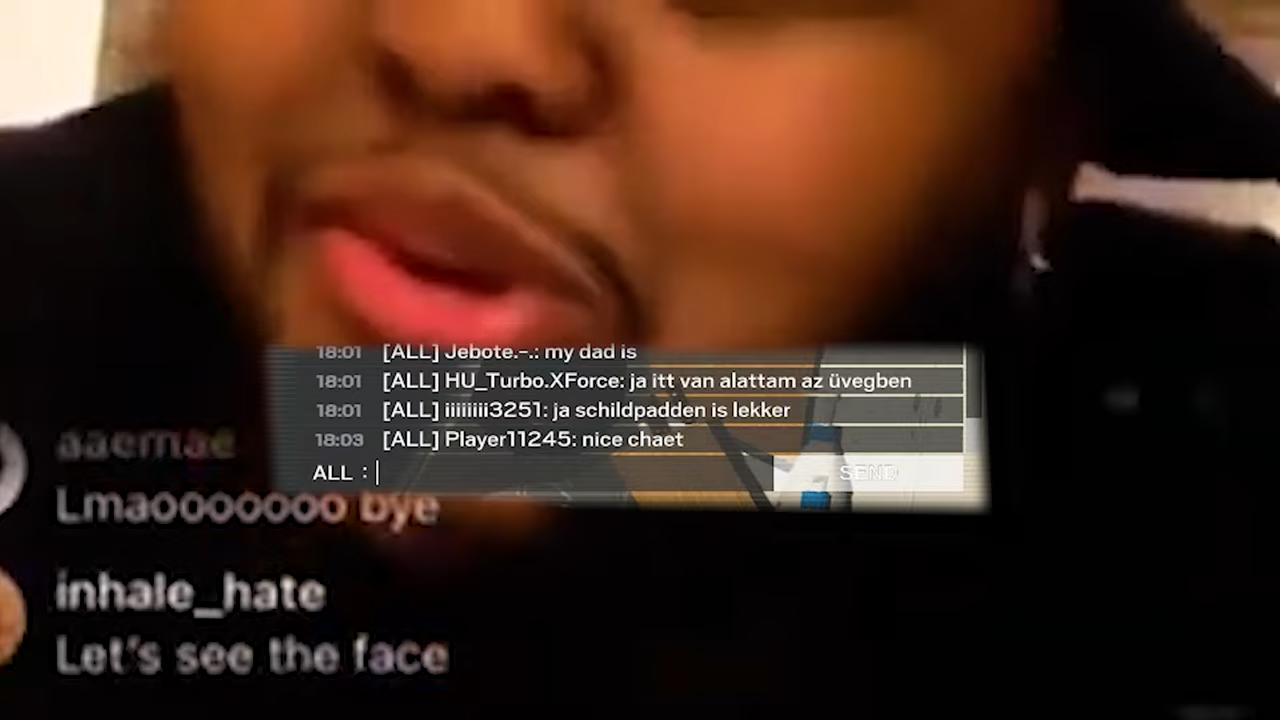 18:01 [ALL] Jebote.-.: my dad is
18:01 [ALL] HU_Turbo.XForce: ja itt van alattam az üvegben
18:01 [ALL] iiiiiiii3251: ja schildpadden is lekker
18:03 [ALL] Player11245: nice chaet
ALL : SEND
aaemae
Lmaooooooo bye
inhale_hate
Let's see the face